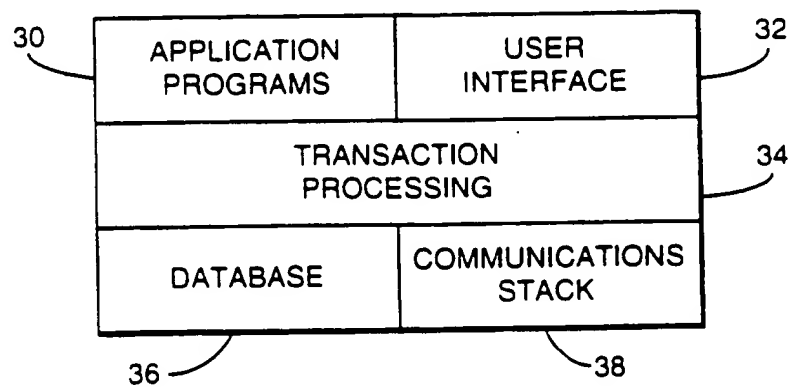 30
APPLICATION
PROGRAMS
USER
INTERFACE
32
TRANSACTION
PROCESSING
34
DATABASE
COMMUNICATIONS
STACK
36
38